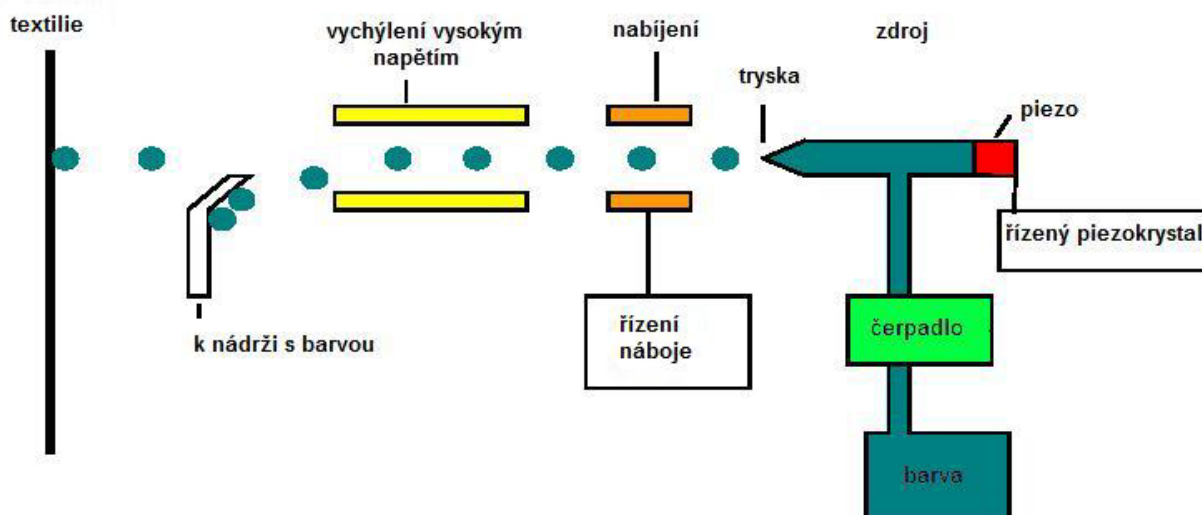 textilie
vychýlení vysokým
napětím
nabíjení
zdroj
tryska
piezo
řízený piezokrystal
k nádrži s barvou
řízení
náboje
čerpadlo
barva